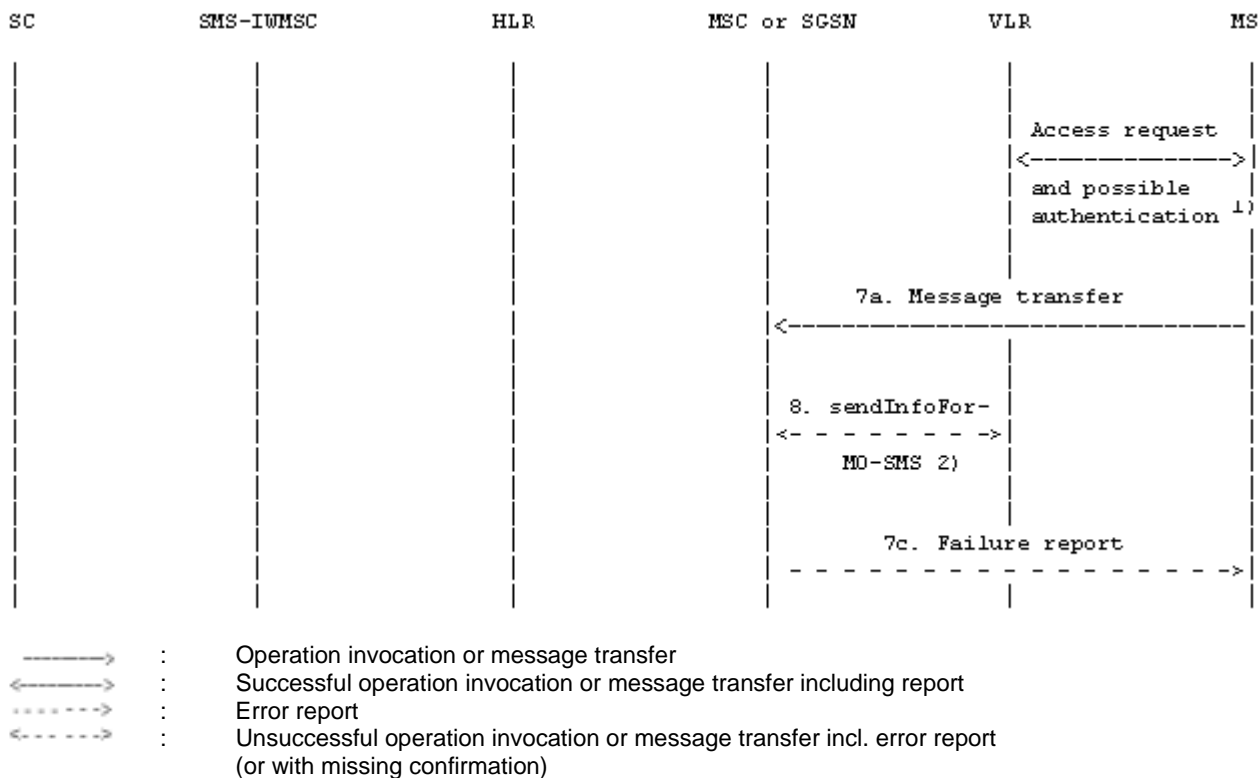 SC SMS-IWMSC HLR MSC or SGSN VLR MS
Access request
and possible
authentication 1)
7a. Message transfer
8. sendInfoFor-
MO-SMS 2)
7c. Failure report
: Operation invocation or message transfer
: Successful operation invocation or message transfer including report
: Error report
: Unsuccessful operation invocation or message transfer incl. error report
(or with missing confirmation)